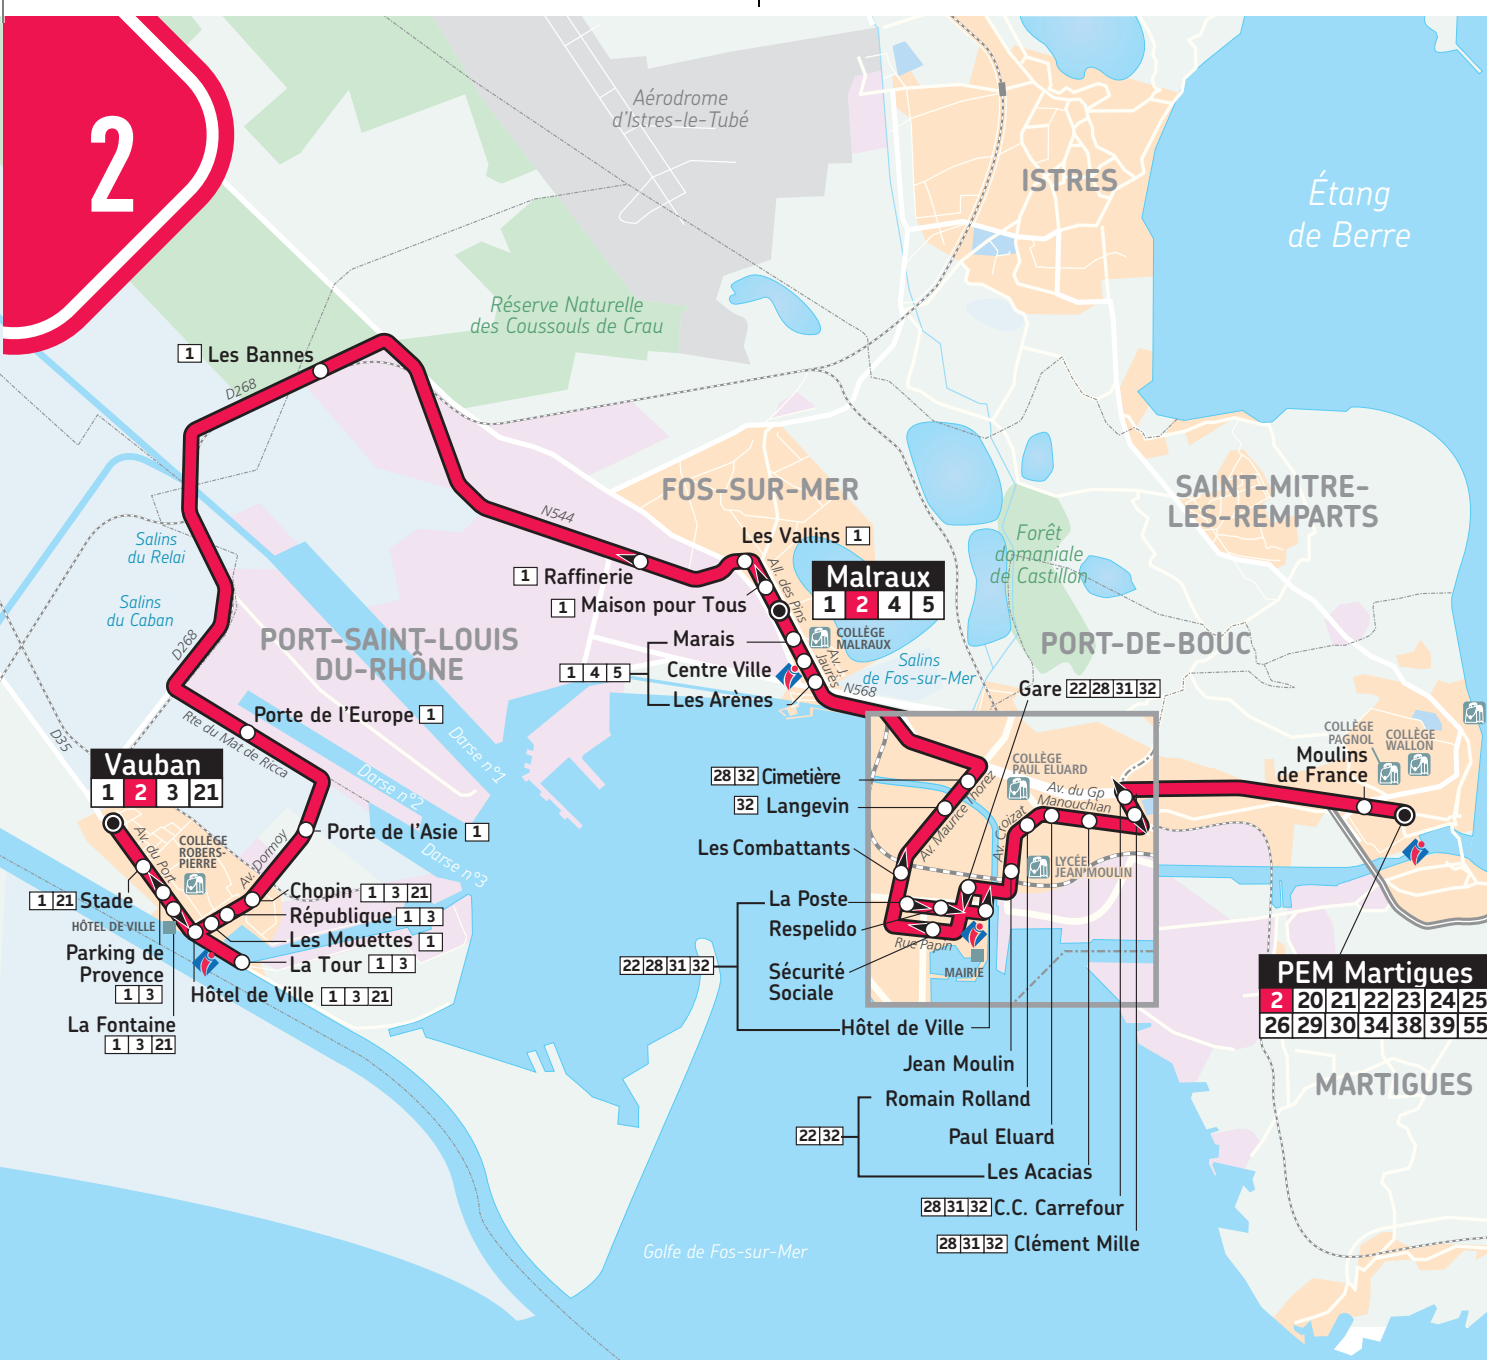 2
Aérodrome
d'Istres-le-Tubé
ISTRES
Étang
de Berre
Réserve Naturelle
des Coussouls de Crau
1 Les Bannes
D268
FOS-SUR-MER
SAINT-MITRE-
LES-REMPARTS
N544
Les Vallins 1
Forêt
domaniale
de Castillon
Salins
du Relai
1 Raffinerie
All. des Pins
Malraux
1 2 4 5
1 Maison pour Tous
Salins
du Caban
D268
PORT-SAINT-LOUIS
DU-RHÔNE
Marais
COLLÈGE
MALRAUX
PORT-DE-BOUC
1 4 5
Centre Ville
Av. J.
Jaurès
Salins
de Fos-sur-Mer
Les Arènes
N568
Gare 22 28 31 32
Porte de l'Europe 1
Rte du Mat de Ricca
D35
Darse n°1
Darse n°2
Darse n°3
Vauban
1 2 3 21
COLLÈGE
PAGNOL
COLLÈGE
WALLON
Moulins
de France
28 32 Cimetière
COLLÈGE
PAUL ELUARD
Av. du Gp
Manouchian
32 Langevin
Av. Maurice Thorez
Av. Croizat
Porte de l'Asie 1
Av. du Port
COLLÈGE
ROBERS-
PIERRE
Av. Dormoy
Les Combattants
LYCÉE
JEAN MOULIN
1 21 Stade
Chopin 1 3 21
République 1 3
HÔTEL DE VILLE
Les Mouettes 1
La Poste
Respelido
Rue Papin
Parking de
Provence
1 3
La Tour 1 3
22 28 31 32
Sécurité
Sociale
MAIRIE
PEM Martigues
2 20 21 22 23 24 25
26 29 30 34 38 39 55
Hôtel de Ville 1 3 21
La Fontaine
1 3 21
Hôtel de Ville
Jean Moulin
MARTIGUES
Romain Rolland
22 32
Paul Eluard
Les Acacias
28 31 32 C.C. Carrefour
28 31 32 Clément Mille
Golfe de Fos-sur-Mer